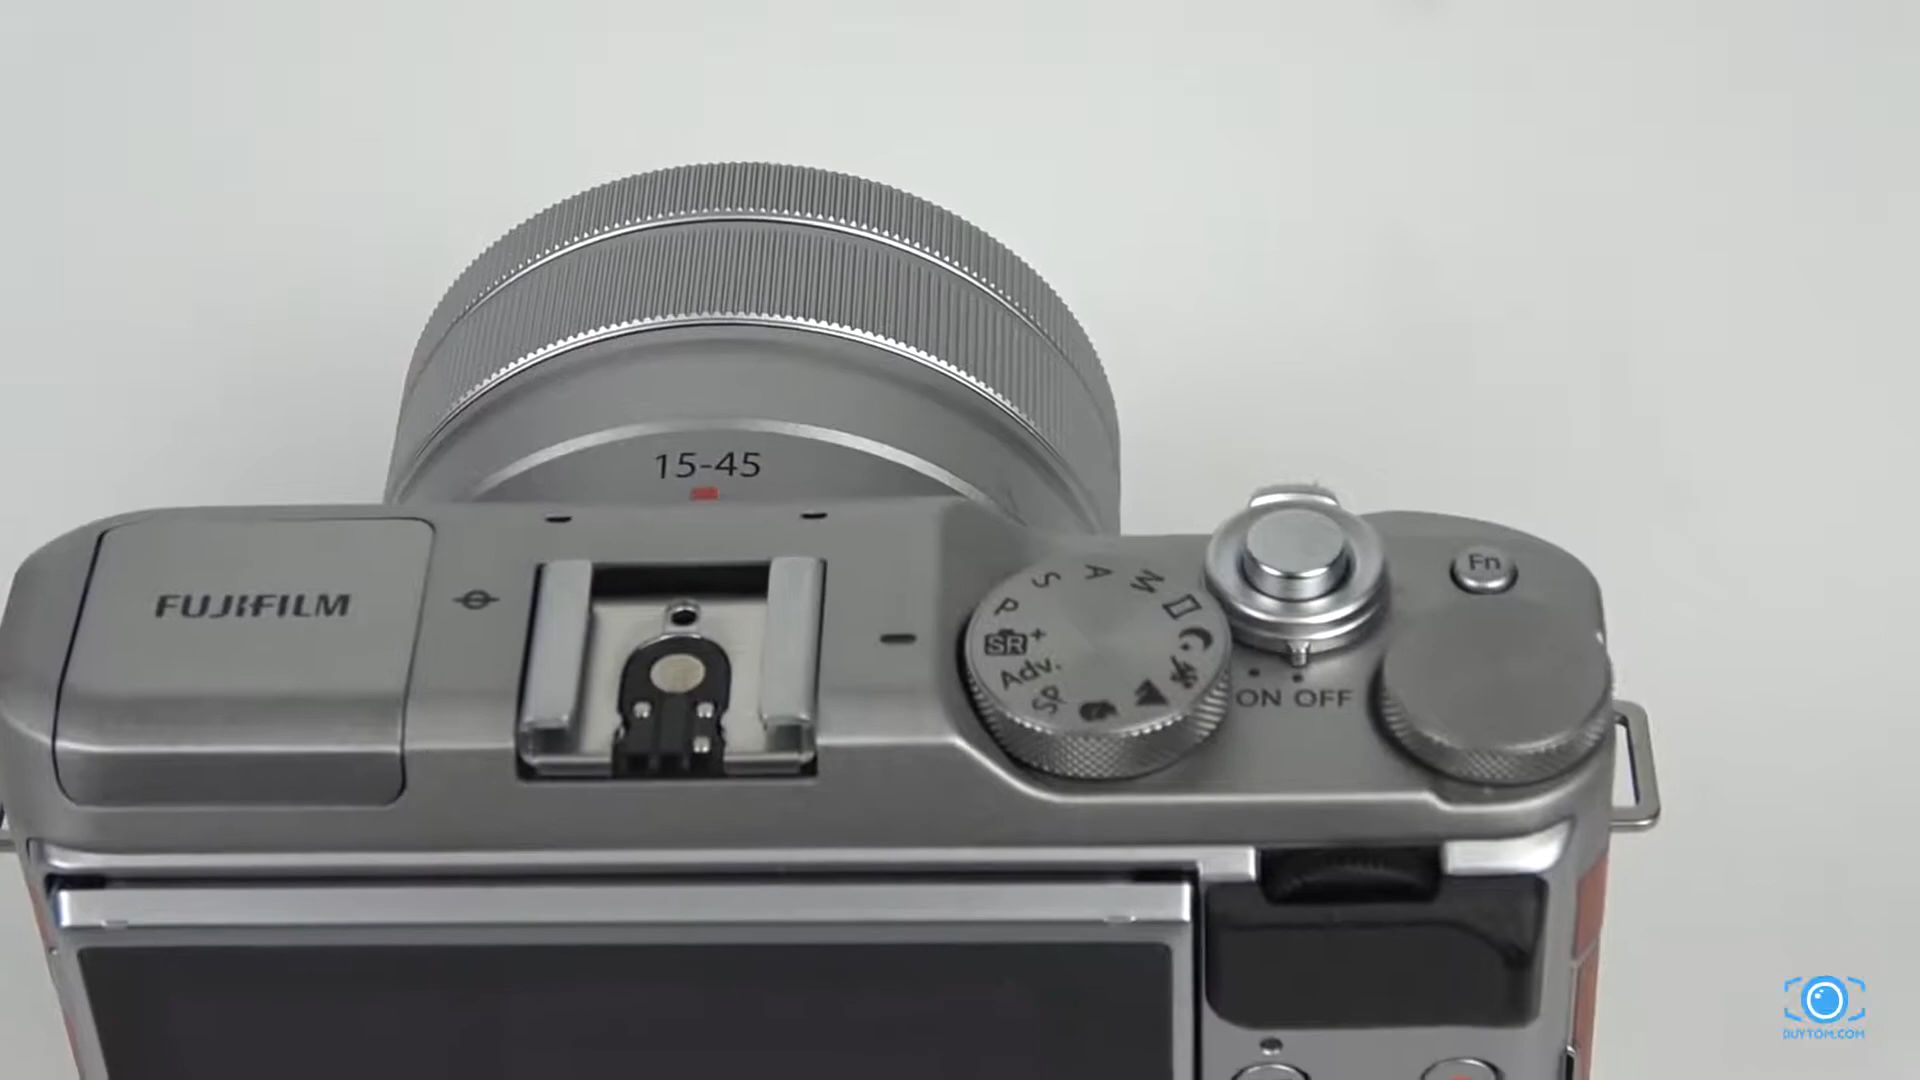 15-45
FUJIFILM
Fn
M
A
S
P
SR+
Adv.
SP
ON OFF
DUYTOM.COM